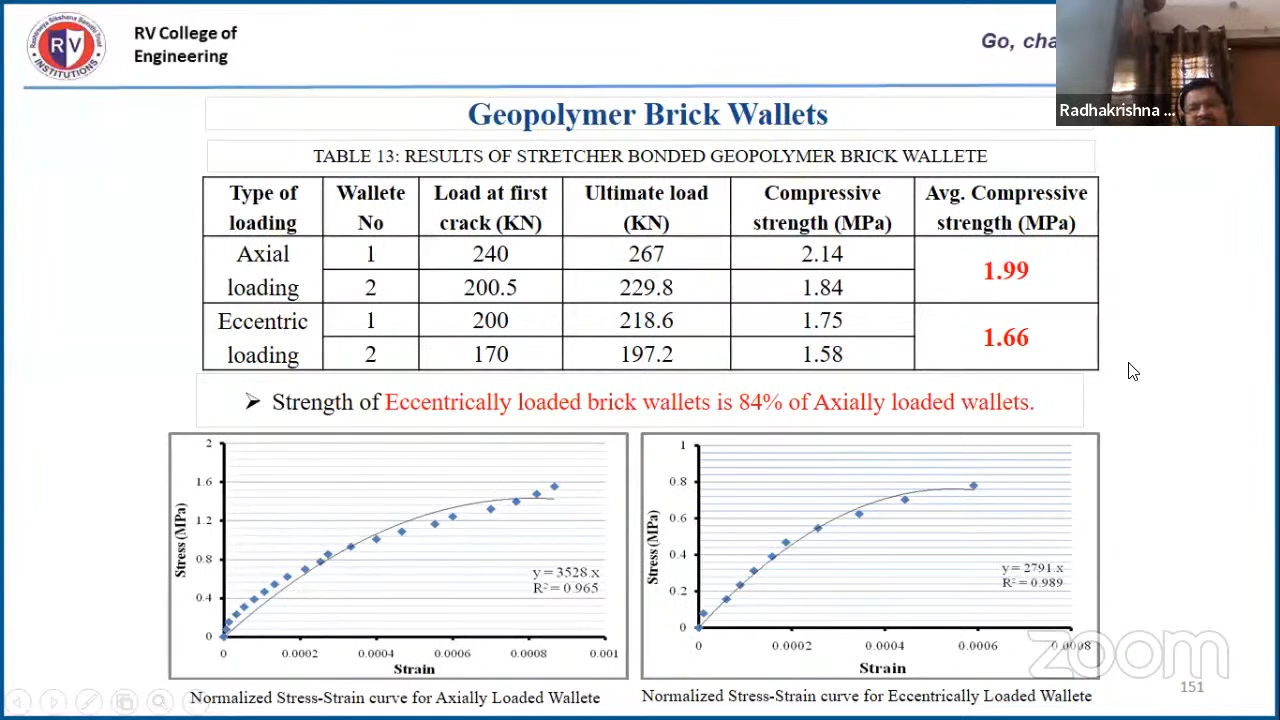 RV College of
Engineering
Go, cha
Radhakrishna ...
RV
INSTITUTIONS
Geopolymer Brick Wallets
TABLE 13: RESULTS OF STRETCHER BONDED GEOPOLYMER BRICK WALLETE
Type of loading Wallete No Load at first crack (KN) Ultimate load (KN) Compressive strength (MPa) Avg. Compressive strength (MPa)
Axial loading 1 240 267 2.14 1.99
2 200.5 229.8 1.84
Eccentric loading 1 200 218.6 1.75 1.66
2 170 197.2 1.58
➢ Strength of Eccentrically loaded brick wallets is 84% of Axially loaded wallets.
2
1.6
1.2
0.8
0.4
0
Stress (MPa)
y = 3528x
R² = 0.965
0 0.0002 0.0004 0.0006 0.0008 0.001
Strain
1
0.8
0.6
0.4
0.2
0
Stress (MPa)
y = 2791x
R² = 0.989
0 0.0002 0.0004 0.0006 0.0008
Strain
zoom
Normalized Stress-Strain curve for Axially Loaded Wallete
Normalized Stress-Strain curve for Eccentrically Loaded Wallete
151